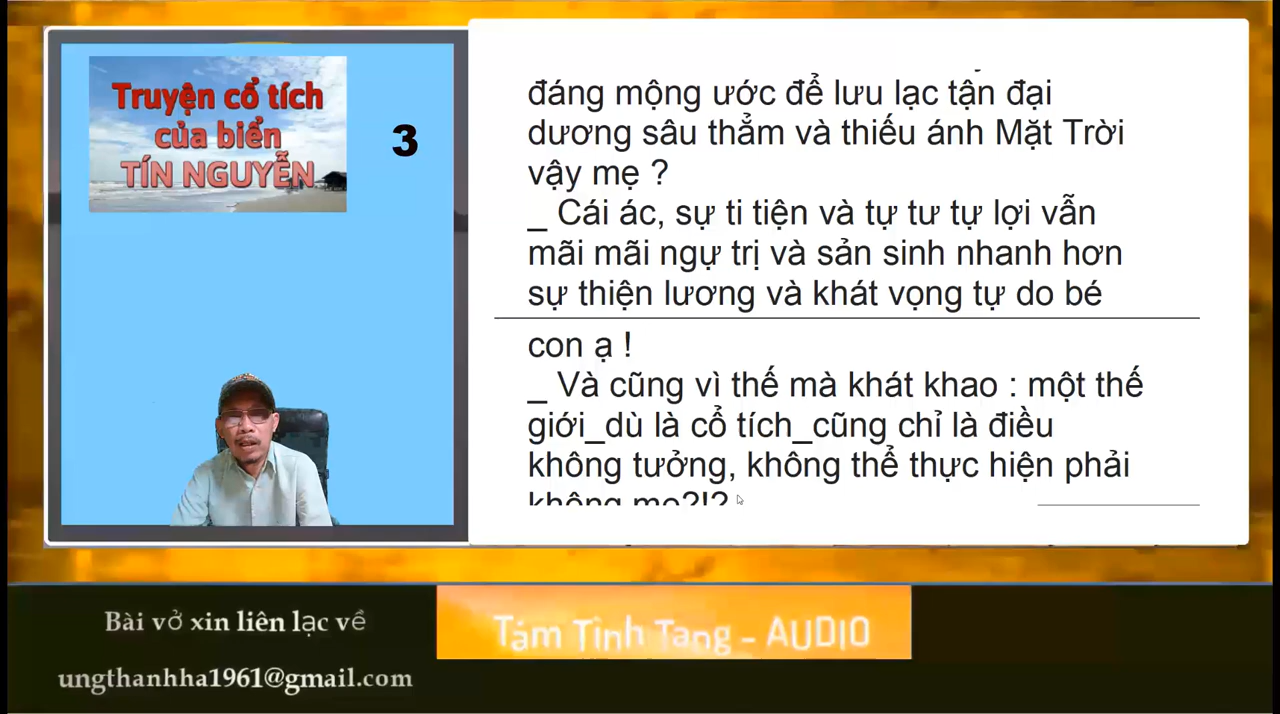 Truyện cổ tích
của biển
TÍN NGUYỄN
3
đáng mộng ước để lưu lạc tận đại
dương sâu thẳm và thiếu ánh Mặt Trời
vậy mẹ ?
_ Cái ác, sự ti tiện và tự tư tự lợi vẫn
mãi mãi ngự trị và sản sinh nhanh hơn
sự thiện lương và khát vọng tự do bé
con ạ !
_ Và cũng vì thế mà khát khao : một thế
giới_dù là cổ tích_cũng chỉ là điều
không tưởng, không thể thực hiện phải
không mẹ?!?
Bài vở xin liên lạc về
ungthanhha1961@gmail.com
Tám Tình Tang - AUDIO